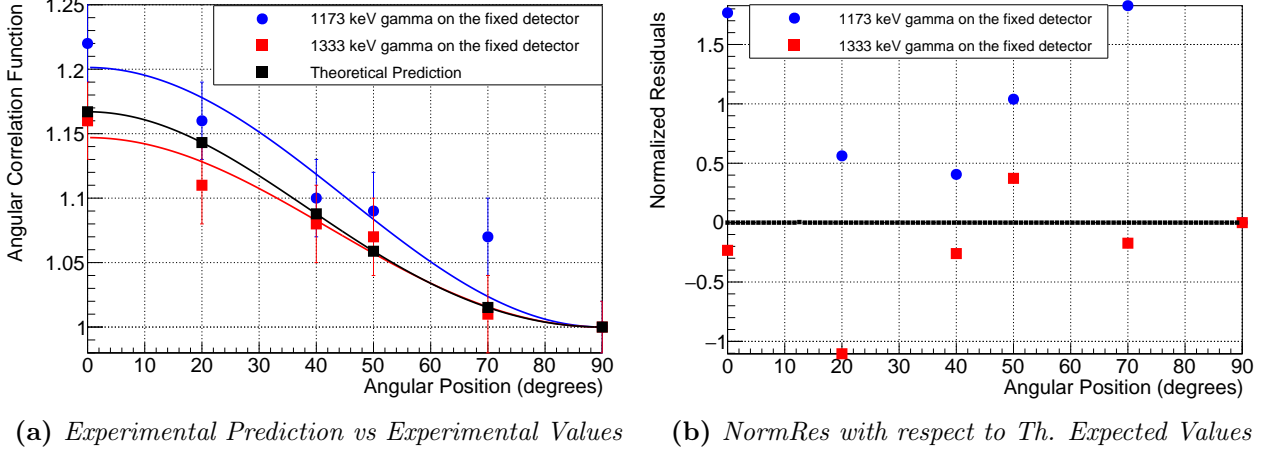 Angular Correlation Function
1.25
1.2
1.15
1.1
1.05
1
1173 keV gamma on the fixed detector
1333 keV gamma on the fixed detector
Theoretical Prediction
0 10 20 30 40 50 60 70 80 90
Angular Position (degrees)
(a) Experimental Prediction vs Experimental Values
Normalized Residuals
1.5
1
0.5
0
−0.5
−1
1173 keV gamma on the fixed detector
1333 keV gamma on the fixed detector
0 10 20 30 40 50 60 70 80 90
Angular Position (degrees)
(b) NormRes with respect to Th. Expected Values